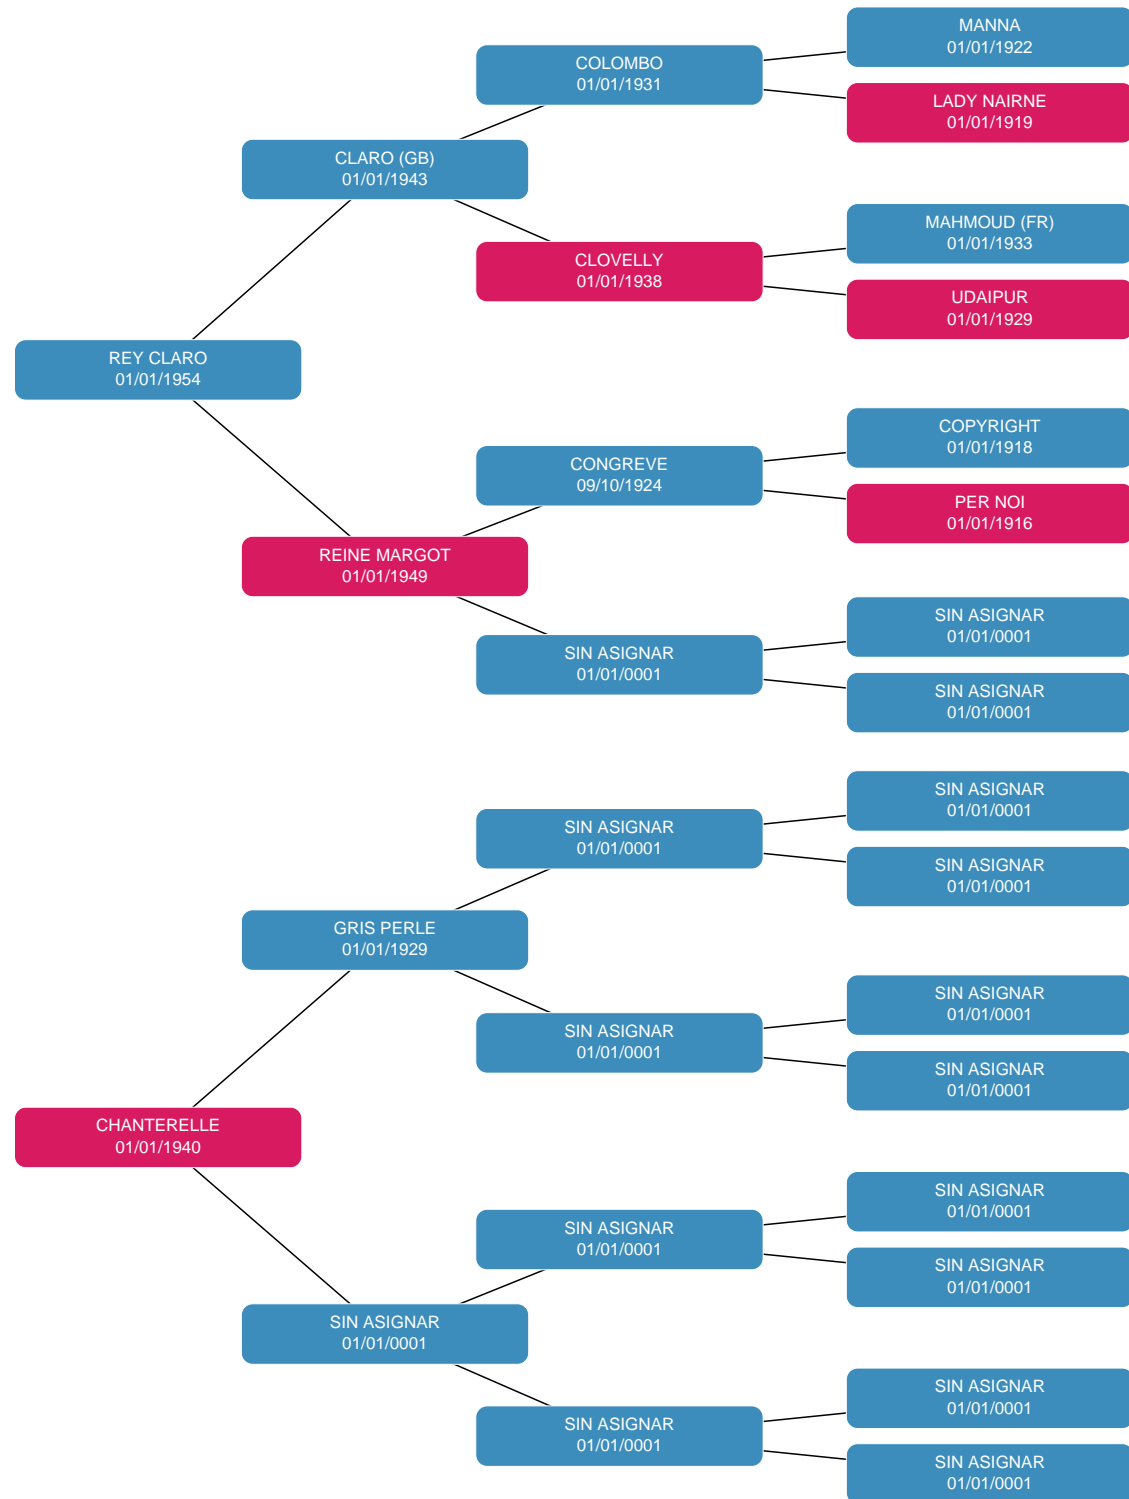 MANNA
01/01/1922
COLOMBO
01/01/1931
LADY NAIRNE
01/01/1919
CLARO (GB)
01/01/1943
MAHMOUD (FR)
01/01/1933
CLOVELLY
01/01/1938
UDAIPUR
01/01/1929
REY CLARO
01/01/1954
COPYRIGHT
01/01/1918
CONGREVE
09/10/1924
PER NOI
01/01/1916
REINE MARGOT
01/01/1949
SIN ASIGNAR
01/01/0001
SIN ASIGNAR
01/01/0001
SIN ASIGNAR
01/01/0001
SIN ASIGNAR
01/01/0001
SIN ASIGNAR
01/01/0001
SIN ASIGNAR
01/01/0001
GRIS PERLE
01/01/1929
SIN ASIGNAR
01/01/0001
SIN ASIGNAR
01/01/0001
SIN ASIGNAR
01/01/0001
CHANTERELLE
01/01/1940
SIN ASIGNAR
01/01/0001
SIN ASIGNAR
01/01/0001
SIN ASIGNAR
01/01/0001
SIN ASIGNAR
01/01/0001
SIN ASIGNAR
01/01/0001
SIN ASIGNAR
01/01/0001
SIN ASIGNAR
01/01/0001